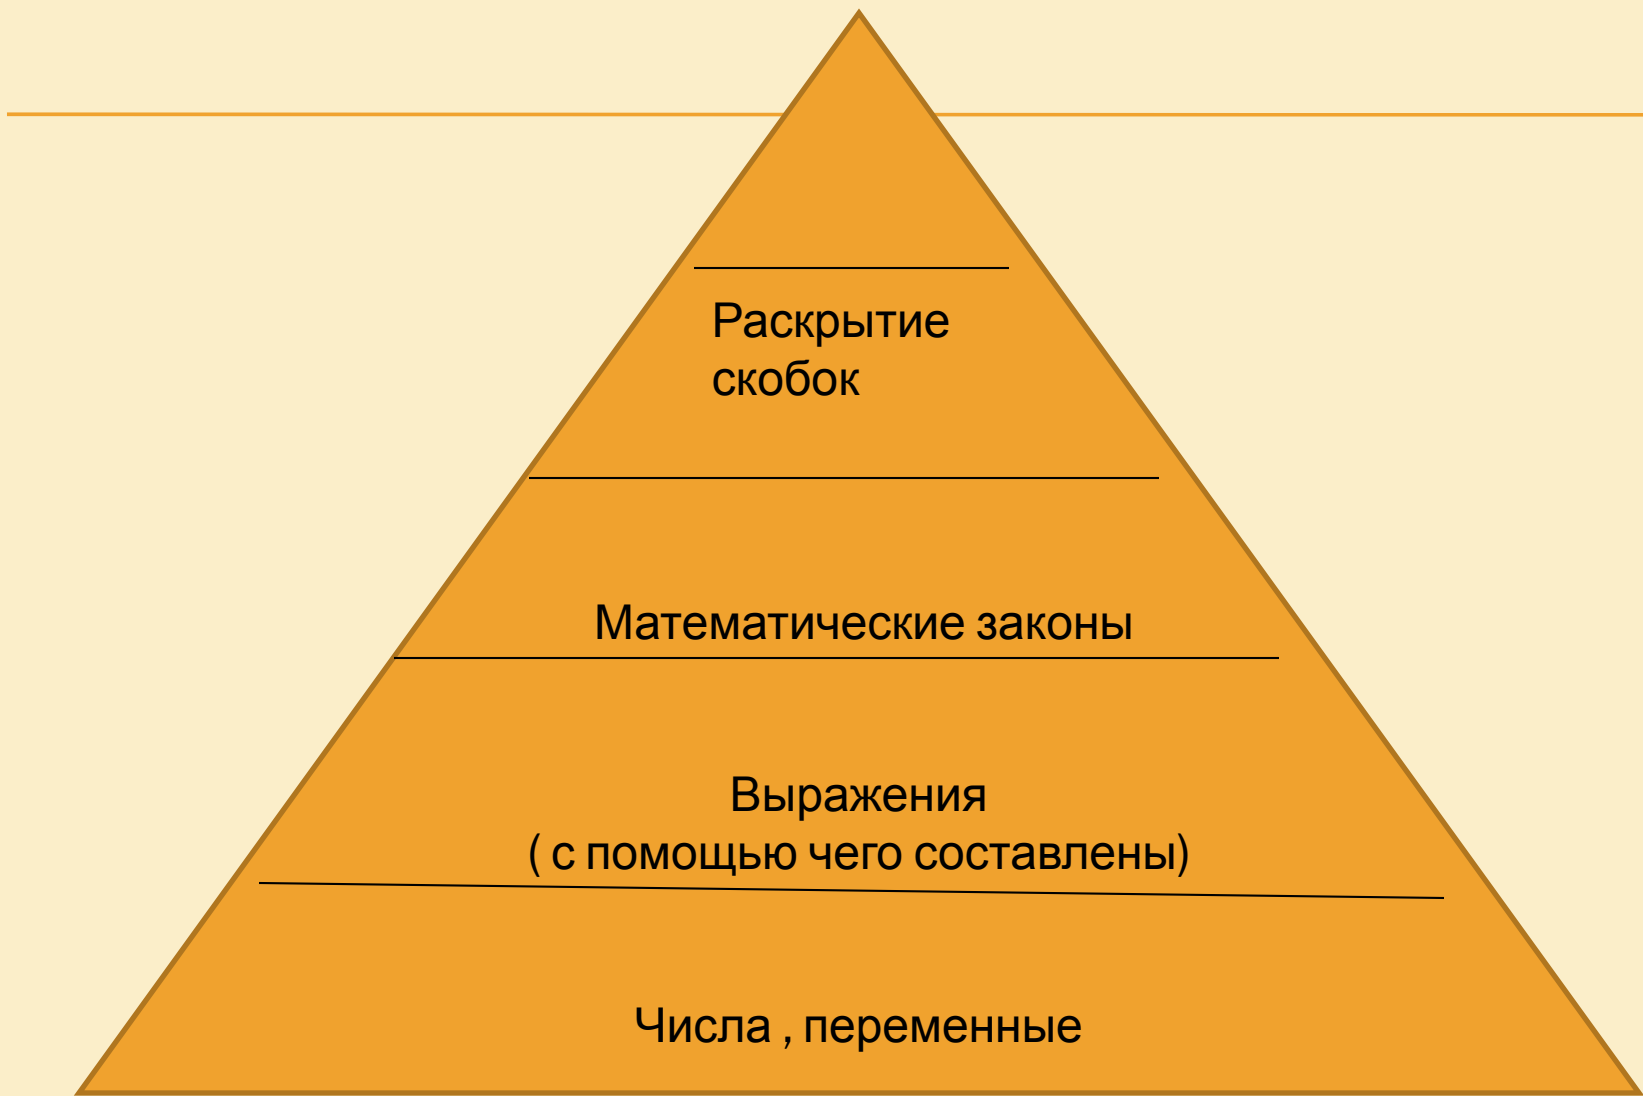 Раскрытие
скобок
Математические законы
Выражения
( с помощью чего составлены)
Числа , переменные